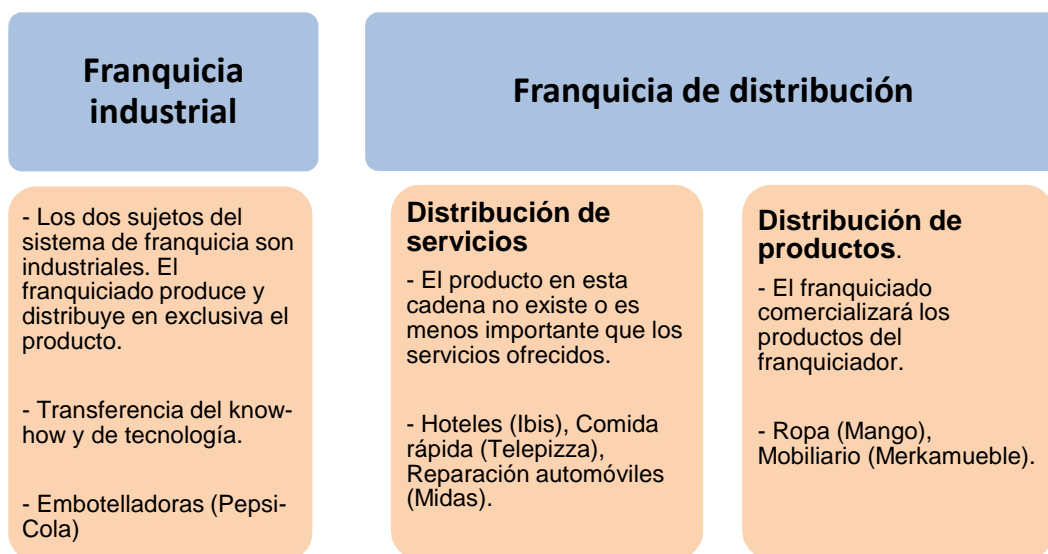 Franquicia
industrial
- Los dos sujetos del
sistema de franquicia son
industriales. El
franquiciado produce y
distribuye en exclusiva el
producto.
- Transferencia del know-
how y de tecnología.
- Embotelladoras (Pepsi-
Cola)
Franquicia de distribución
Distribución de
servicios
- El producto en esta
cadena no existe o es
menos importante que los
servicios ofrecidos.
- Hoteles (Ibis), Comida
rápida (Telepizza),
Reparación automóviles
(Midas).
Distribución de
productos.
- El franquiciado
comercializará los
productos del
franquiciador.
- Ropa (Mango),
Mobiliario (Merkamueble).